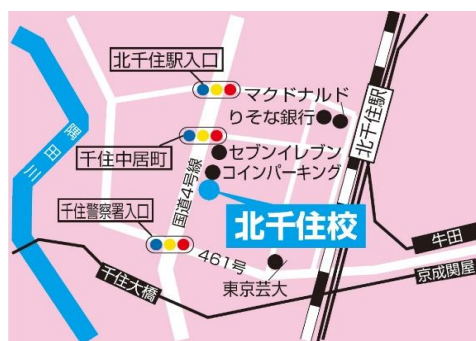 北千住駅入口
マクドナルド
りそな銀行
千住中居町
セブンイレブン
コインパーキング
北千住駅
隅田川
国道4号線
北千住校
千住警察署入口
461号
牛田
千住大橋
東京芸大
京成関屋